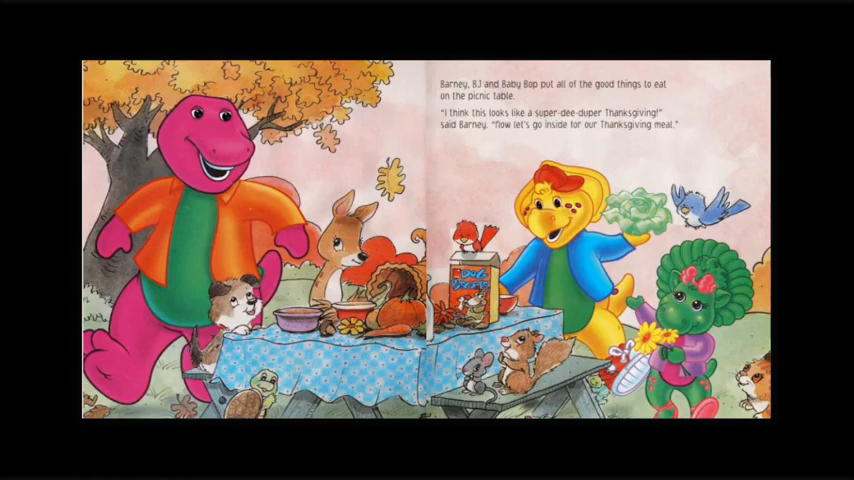 Barney, BJ and Baby Bop put all of the good things to eat
on the picnic table.
"I think this looks like a super-dee-duper Thanksgiving!"
said Barney. "Now let's go inside for our Thanksgiving meal."
DOG